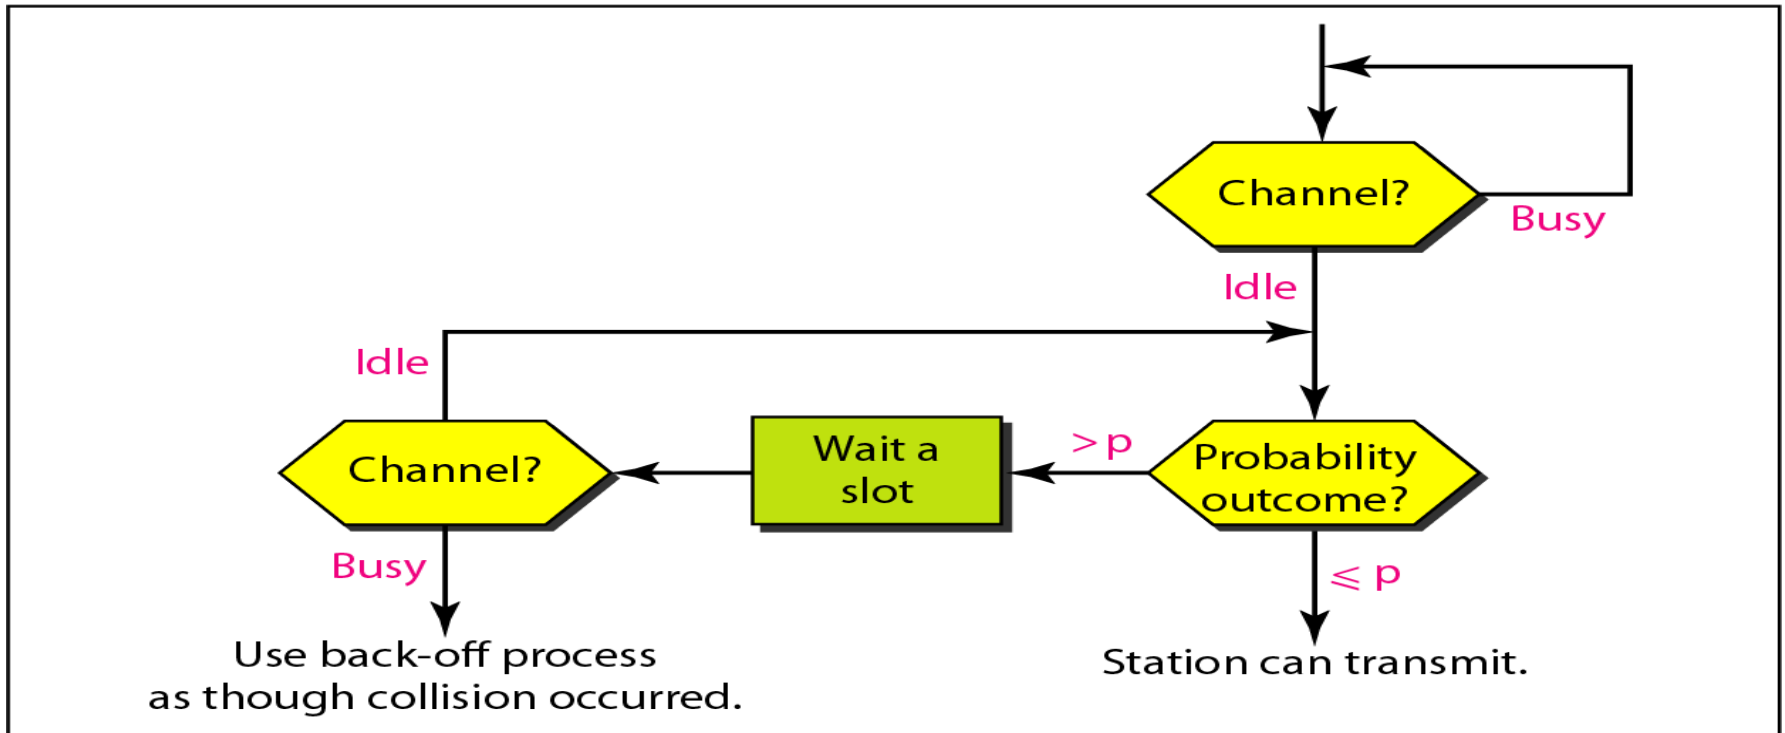 Channel?
Busy
Idle
Idle
Channel?
Wait a
slot
> p
Probability
outcome?
Busy
⩽ p
Use back-off process
as though collision occurred.
Station can transmit.